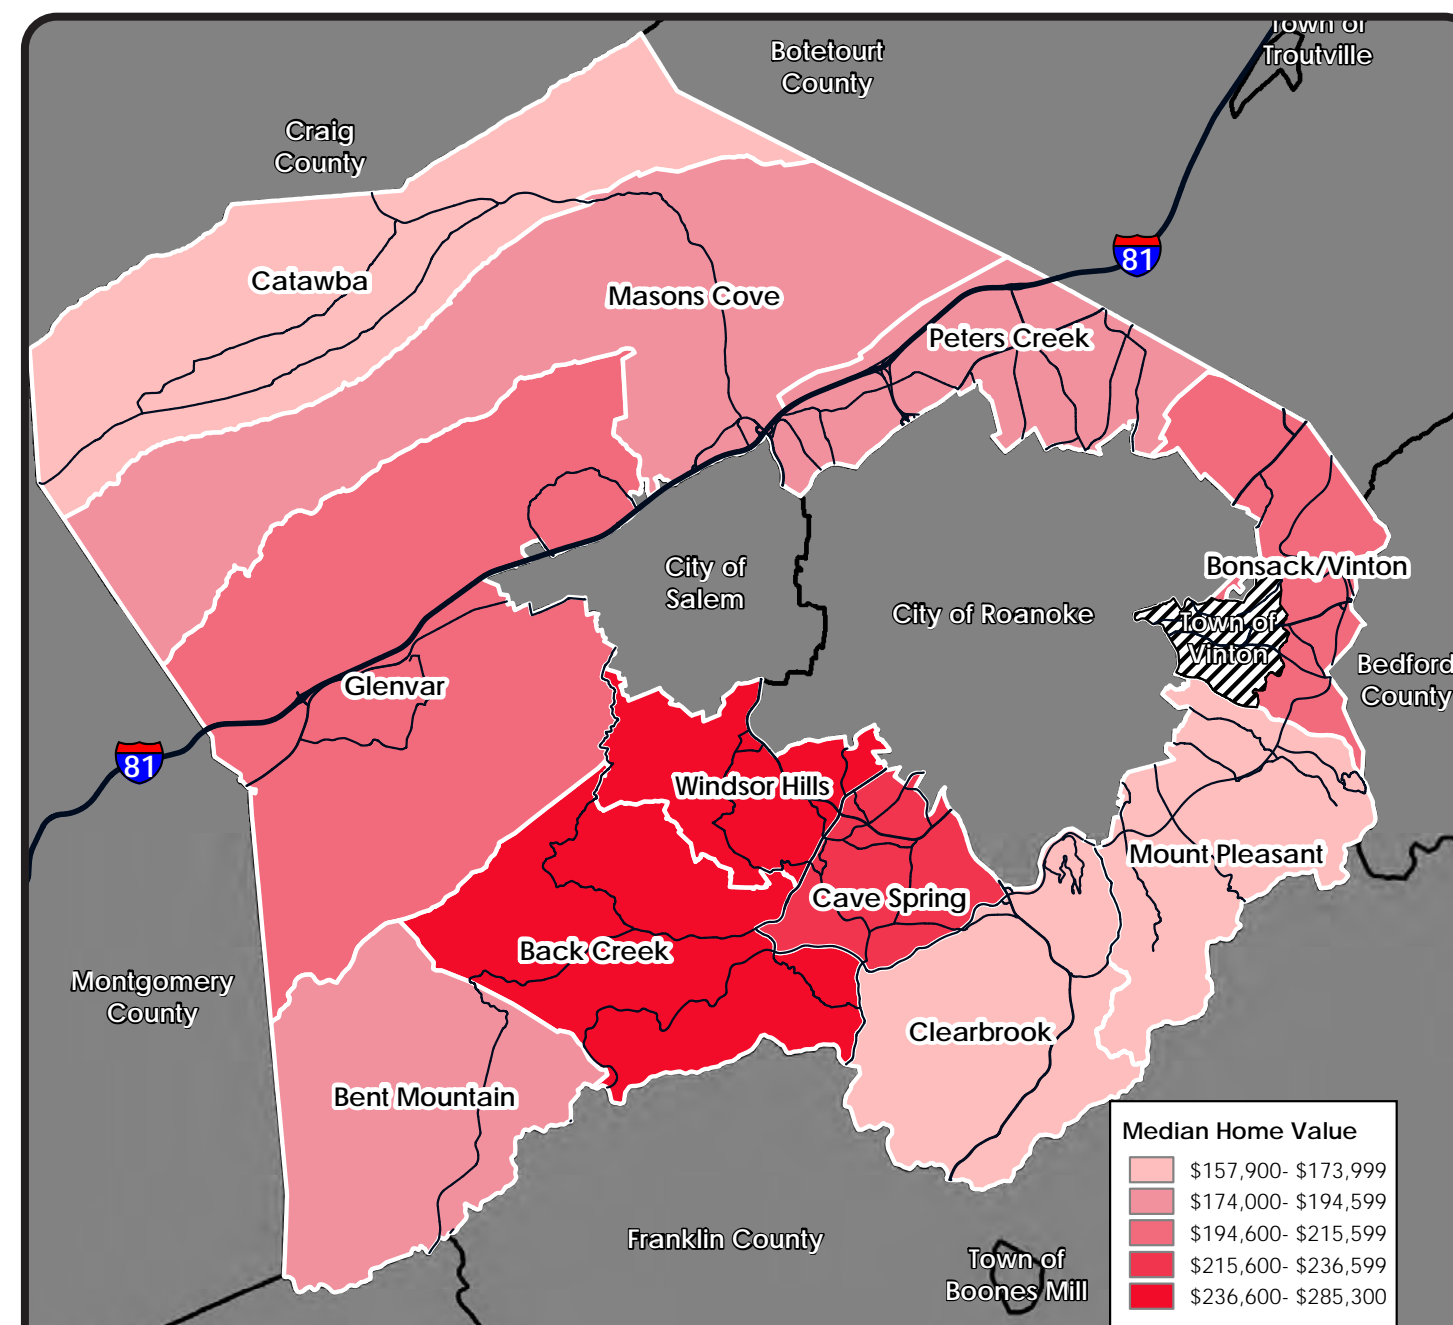 Town of
Troutville
Botetourt
County
Craig
County
81
Catawba
Masons Cove
Peters Creek
Bonsack/Vinton
City of
Salem
City of Roanoke
Town of
Vinton
Bedford
County
Glenvar
81
Windsor Hills
Mount Pleasant
Cave Spring
Back Creek
Montgomery
County
Clearbrook
Bent Mountain
Franklin County
Town of
Boones Mill
Median Home Value
$157,900- $173,999
$174,000- $194,599
$194,600- $215,599
$215,600- $236,599
$236,600- $285,300